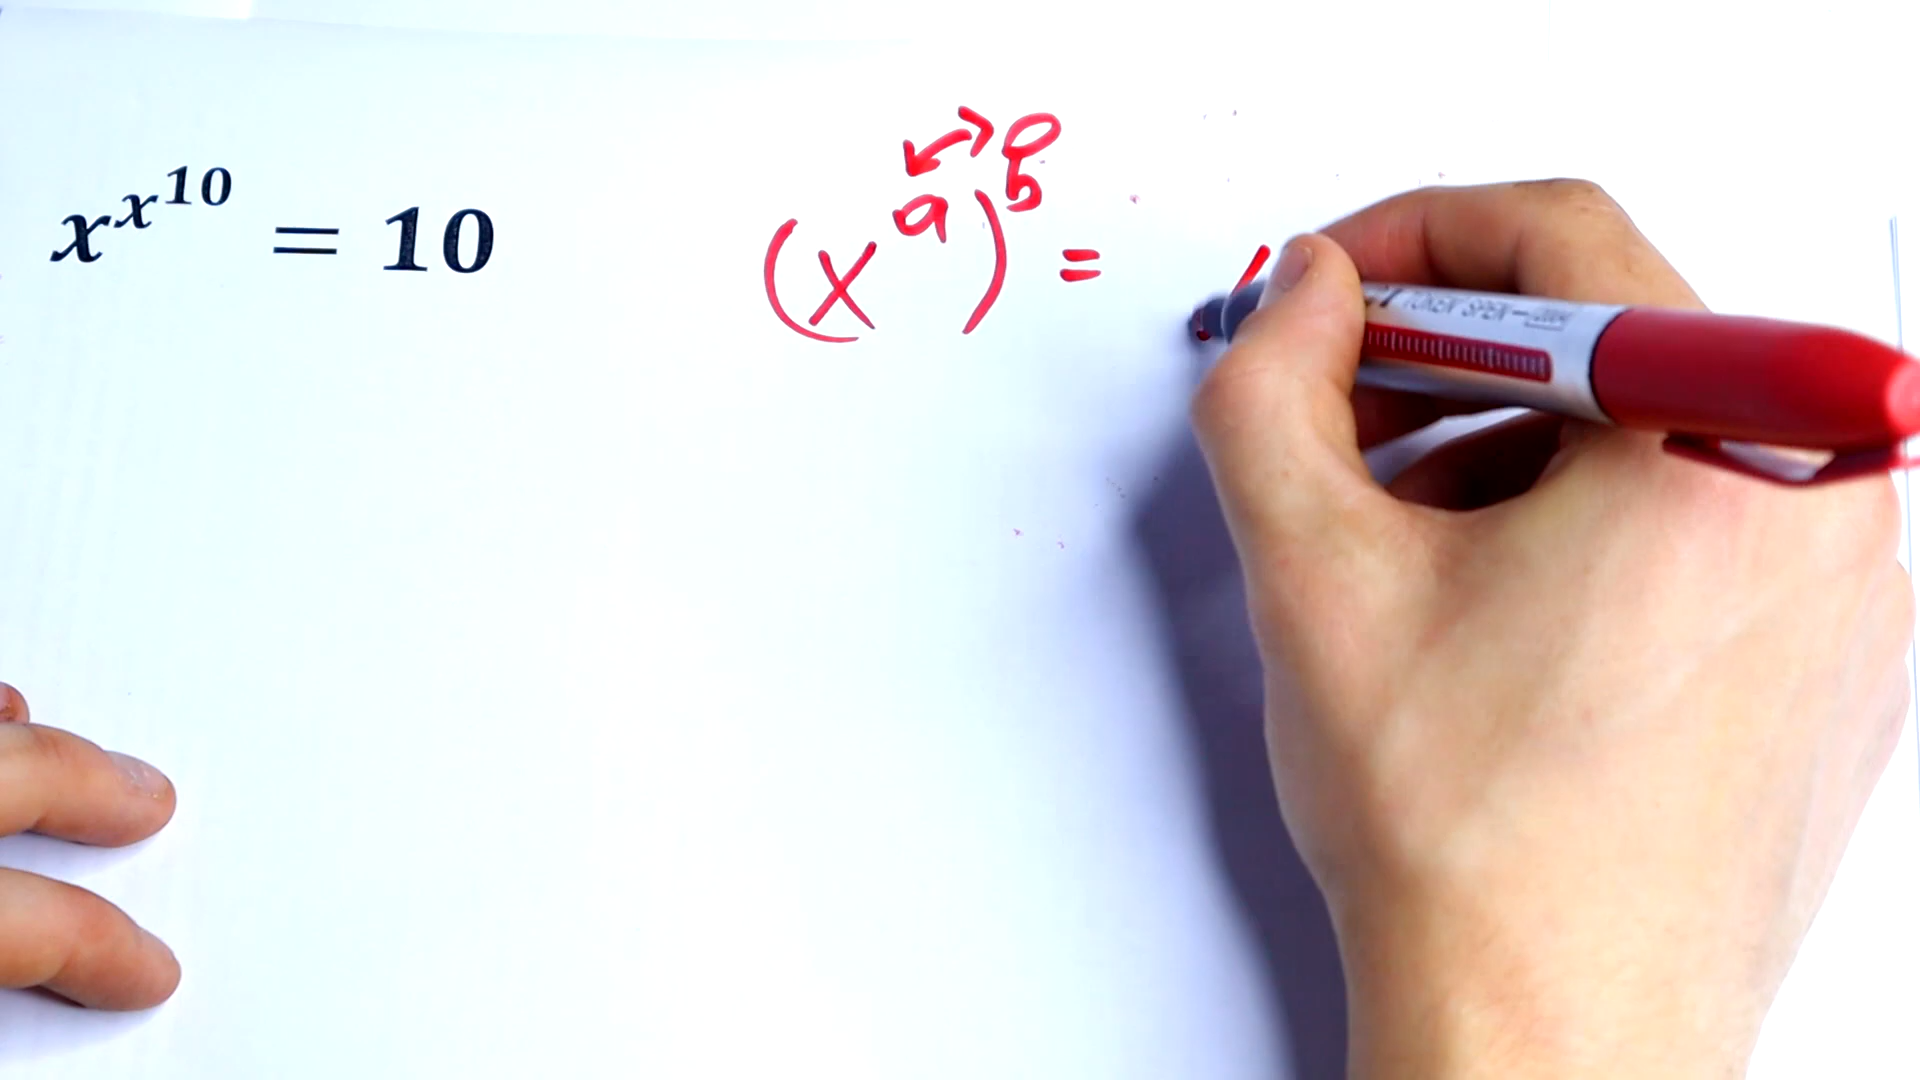 x^{x^{10}} = 10
(x^a)^b =